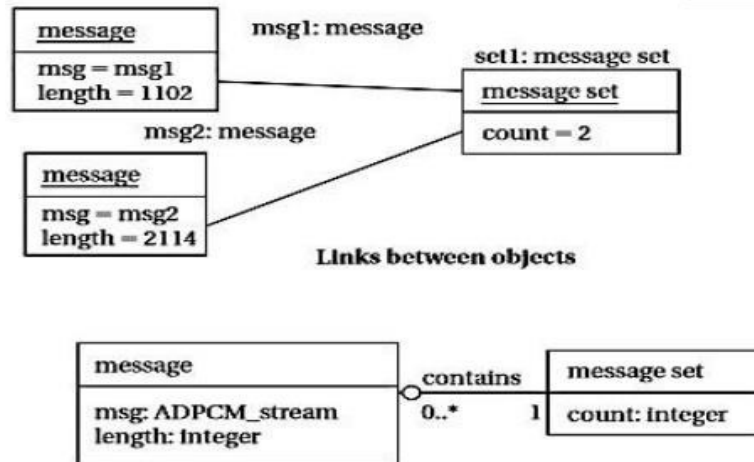 message
msg = msg1
length = 1102
msg1: message
set1: message set
message set
count = 2
msg2: message
message
msg = msg2
length = 2114
Links between objects
message
msg: ADPCM_stream
length: integer
contains
0..*
1
message set
count: integer